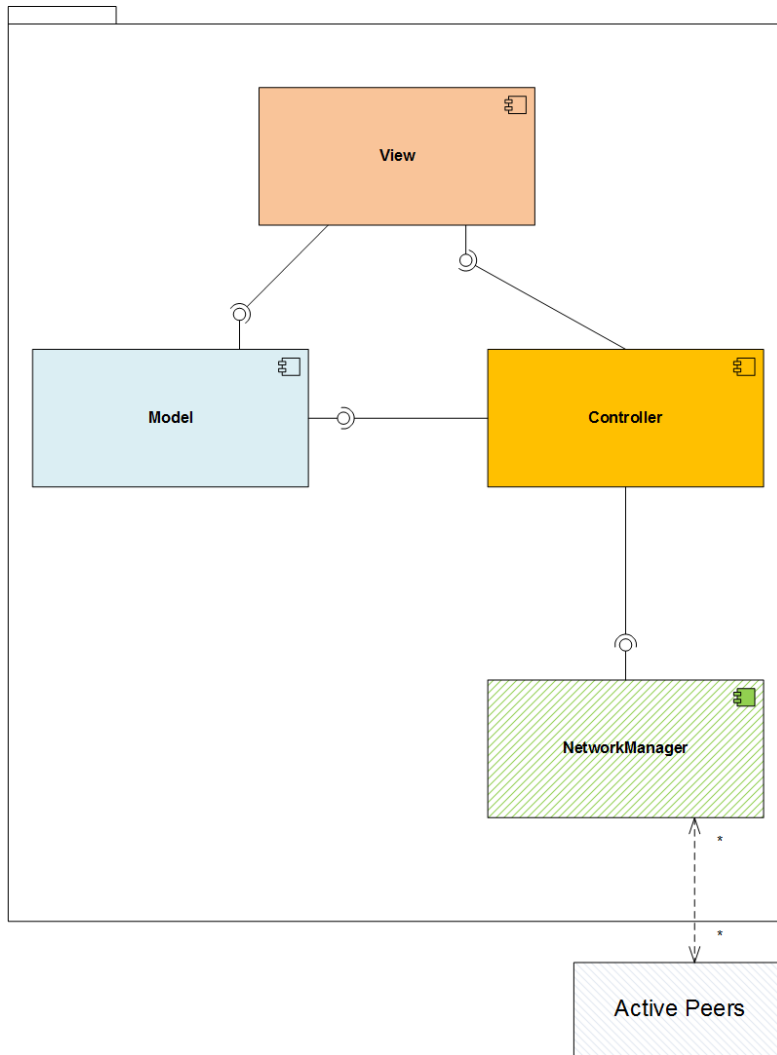 View
Model
Controller
NetworkManager
*
*
Active Peers